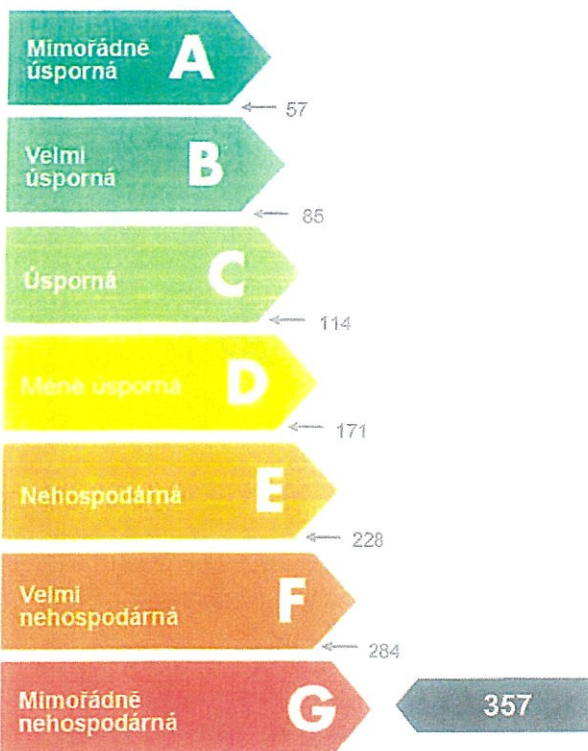 Mimořádně
úsporná A
57
Velmi
úsporná B
85
Úsporná C
114
Méně úsporná D
171
Nehospodárná E
228
Velmi
nehospodárná F
284
Mimořádně
nehospodárná G
357